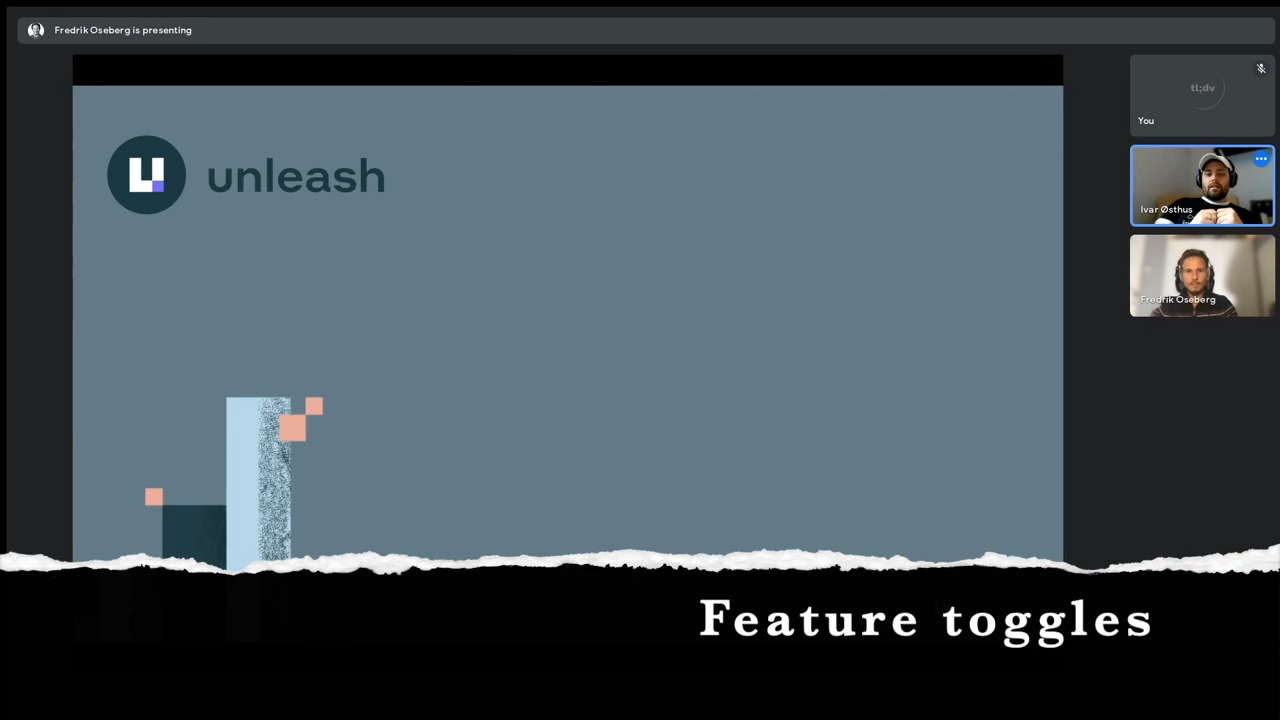 Fredrik Oseberg is presenting
unleash
tl;dv
You
Ivar Østhus
Fredrik Oseberg
Feature toggles